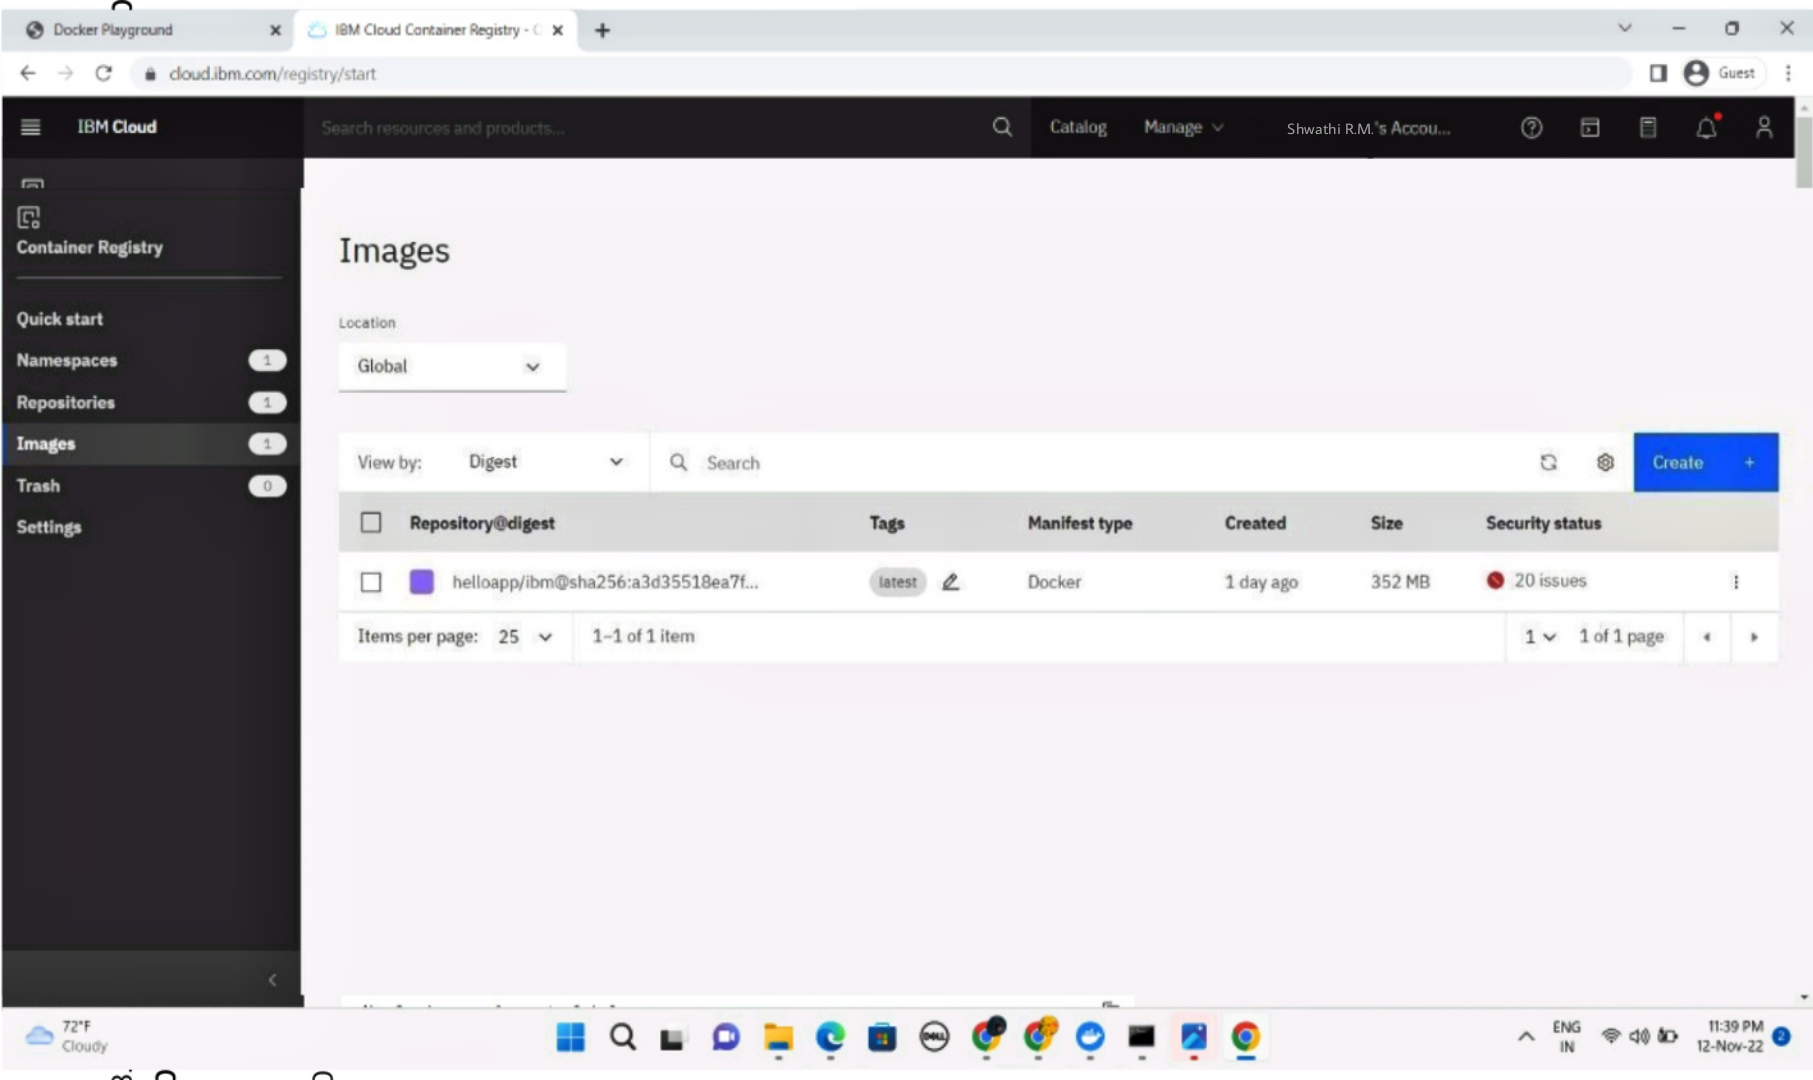 Docker Playground
IBM Cloud Container Registry - C
cloud.ibm.com/registry/start
Guest
IBM Cloud
Search resources and products...
Catalog
Manage
Shwathi R.M.'s Accou...
Container Registry
Quick start
Namespaces 1
Repositories 1
Images 1
Trash 0
Settings
Images
Location
Global
View by: Digest
Search
Create +
Repository@digest Tags Manifest type Created Size Security status
helloapp/ibm@sha256:a3d35518ea7f... latest Docker 1 day ago 352 MB 20 issues
Items per page: 25 1–1 of 1 item 1 1 of 1 page
72°F
Cloudy
DELL
ENG
IN
11:39 PM
12-Nov-22
2